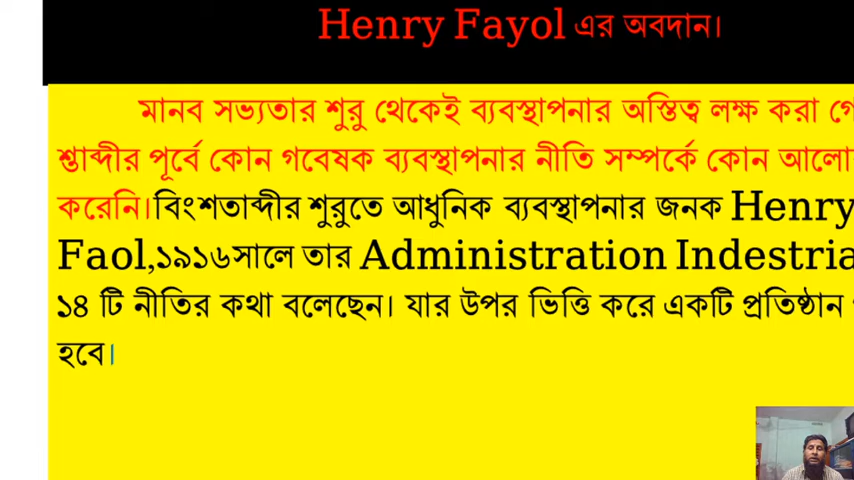 Henry Fayol এর অবদান।
মানব সভ্যতার শুরু থেকেই ব্যবস্থাপনার অস্তিত্ব লক্ষ করা
শ্তাব্দীর পূর্বে কোন গবেষক ব্যবস্থাপনার নীতি সম্পর্কে কোন
করেনি।বিংশতাব্দীর শুরুতে আধুনিক ব্যবস্থাপনার জনক Henry
Faol,১৯১৬সালে তার Administration Indestria
১৪ টি নীতির কথা বলেছেন। যার উপর ভিত্তি করে একটি প্রতিষ্ঠান
হবে।